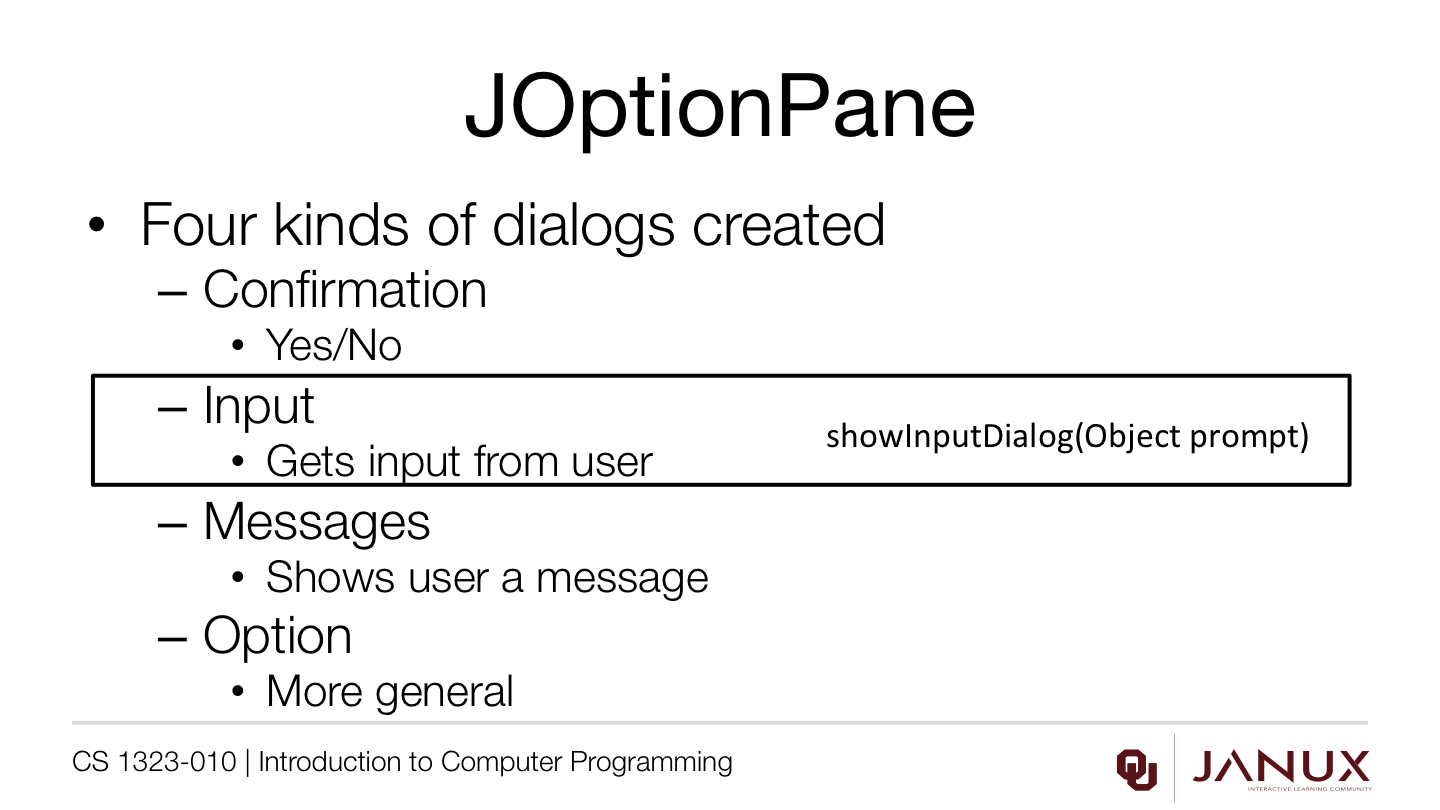 JOptionPane
• Four kinds of dialogs created
– Confirmation
• Yes/No
– Input
• Gets input from user
showInputDialog(Object prompt)
– Messages
• Shows user a message
– Option
• More general
CS 1323-010 | Introduction to Computer Programming
OU
JANUX
INTERACTIVE LEARNING COMMUNITY